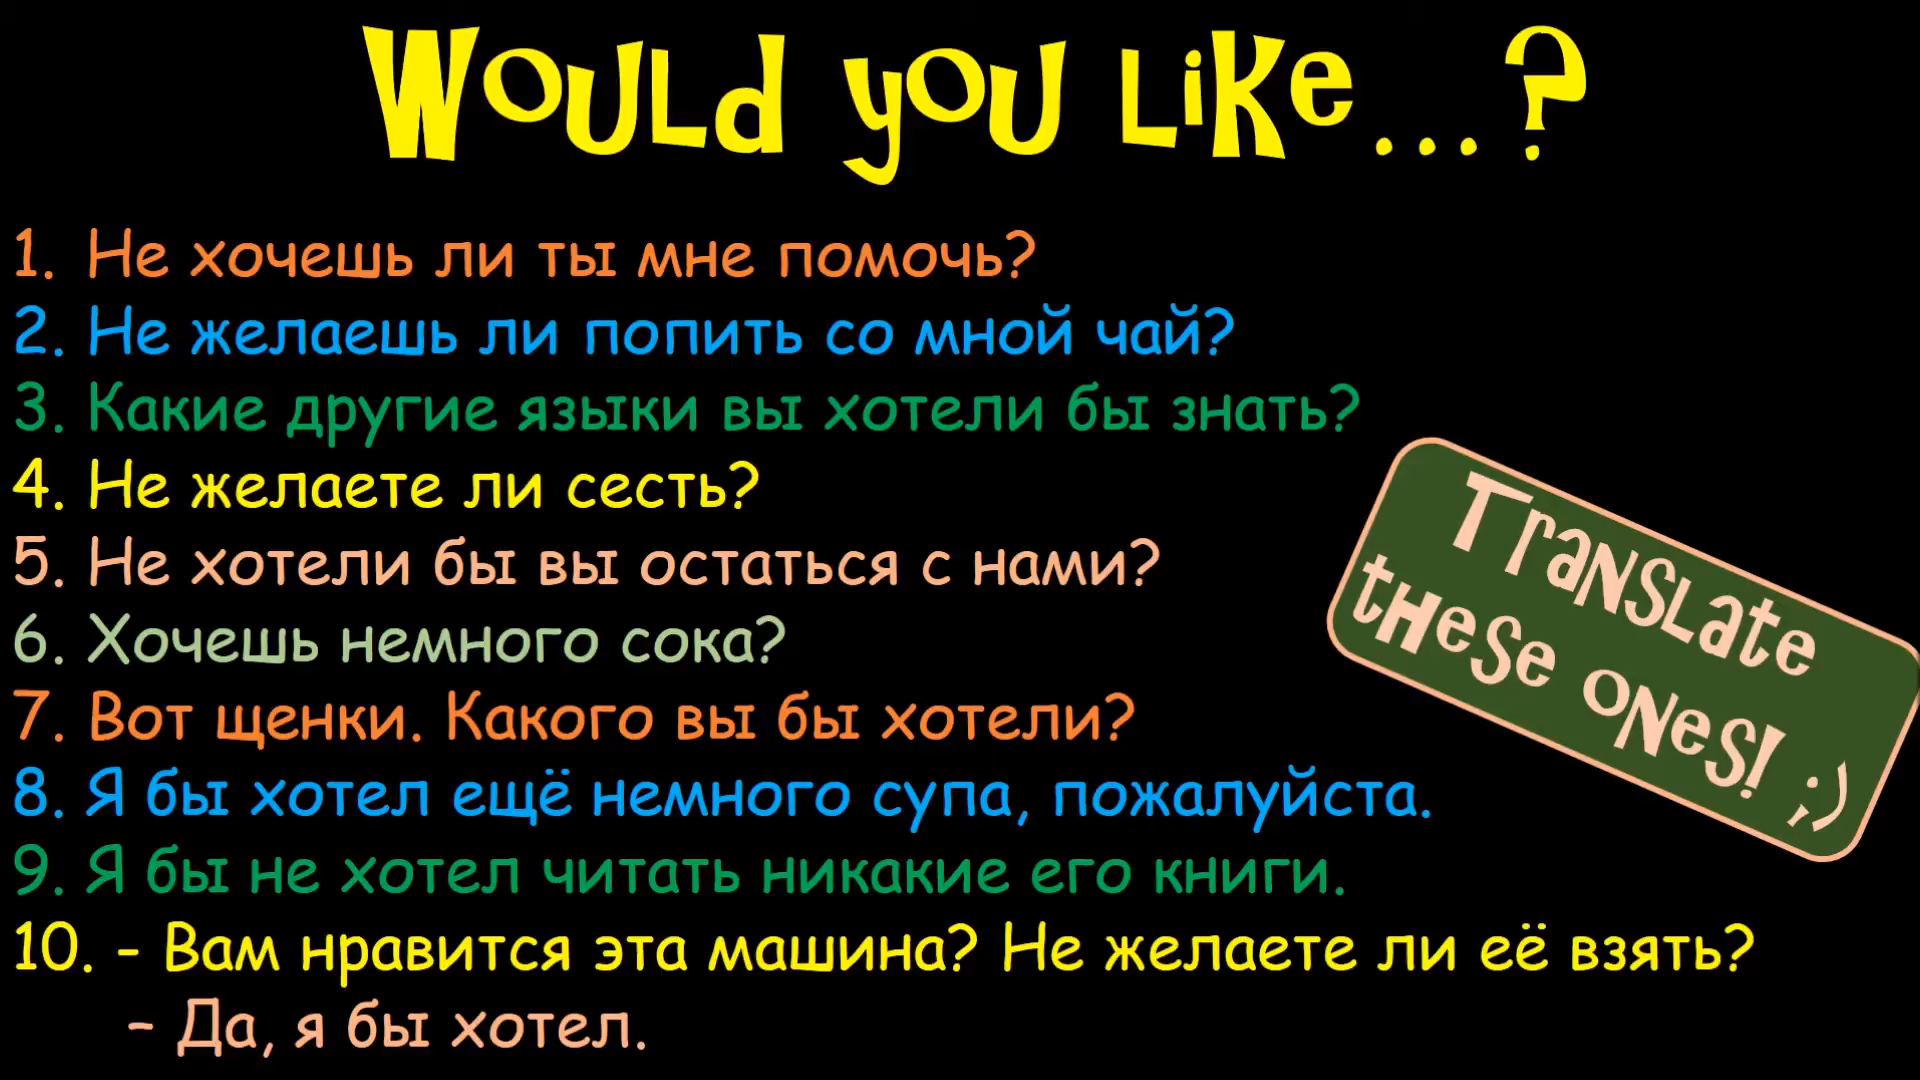 Would you like...?
1. Не хочешь ли ты мне помочь?
2. Не желаешь ли попить со мной чай?
3. Какие другие языки вы хотели бы знать?
4. Не желаете ли сесть?
5. Не хотели бы вы остаться с нами?
6. Хочешь немного сока?
7. Вот щенки. Какого вы бы хотели?
8. Я бы хотел ещё немного супа, пожалуйста.
9. Я бы не хотел читать никакие его книги.
10. - Вам нравится эта машина? Не желаете ли её взять?
– Да, я бы хотел.
Translate
these ones! ;)